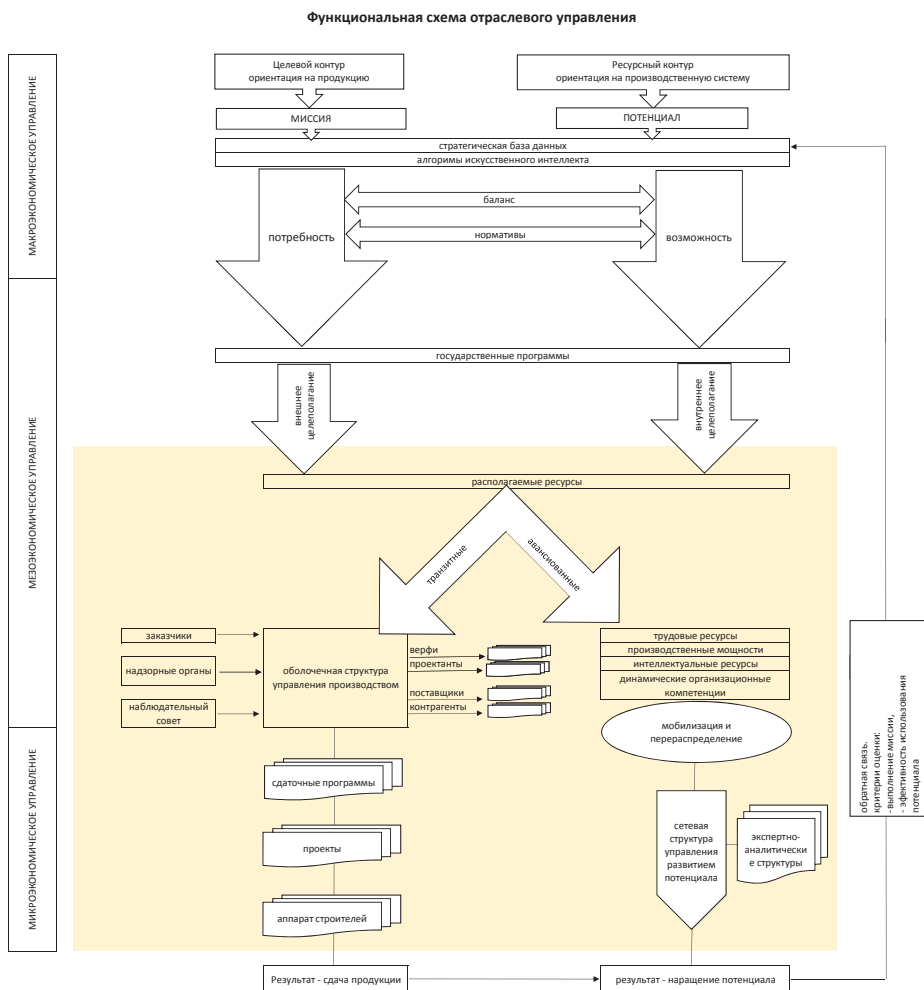 Функциональная схема отраслевого управления
МАКРОЭКОНОМИЧЕСКОЕ УПРАВЛЕНИЕ
Целевой контур
ориентация на продукцию
Ресурсный контур
ориентация на производственную систему
МИССИЯ
ПОТЕНЦИАЛ
стратегическая база данных
алгоримы искусственного интеллекта
баланс
потребность
нормативы
возможность
МЕЗОЭКОНОМИЧЕСКОЕ УПРАВЛЕНИЕ
государственные программы
внешнее
целеполагание
внутреннее
целеполагание
располагаемые ресурсы
транзитные
авансиованные
заказчики
надзорные органы
наблюдательный
совет
оболочечная структура
управления производством
верфи
проектанты
поставщики
контрагенты
трудовые ресурсы
производственные мощности
интеллектуальные ресурсы
динамические организационные
компетенции
мобилизация и
перераспределение
МИКРОЭКОНОМИЧЕСКОЕ УПРАВЛЕНИЕ
сдаточные программы
проекты
аппарат строителей
сетевая
структура
управления
развитием
потенциала
экспертно-
аналитически
е структуры
обратная связь.
критерии оценки:
-выполнение миссии,
- эфективность использования
потенциала
Результат - сдача продукции
результат - наращение потенциала